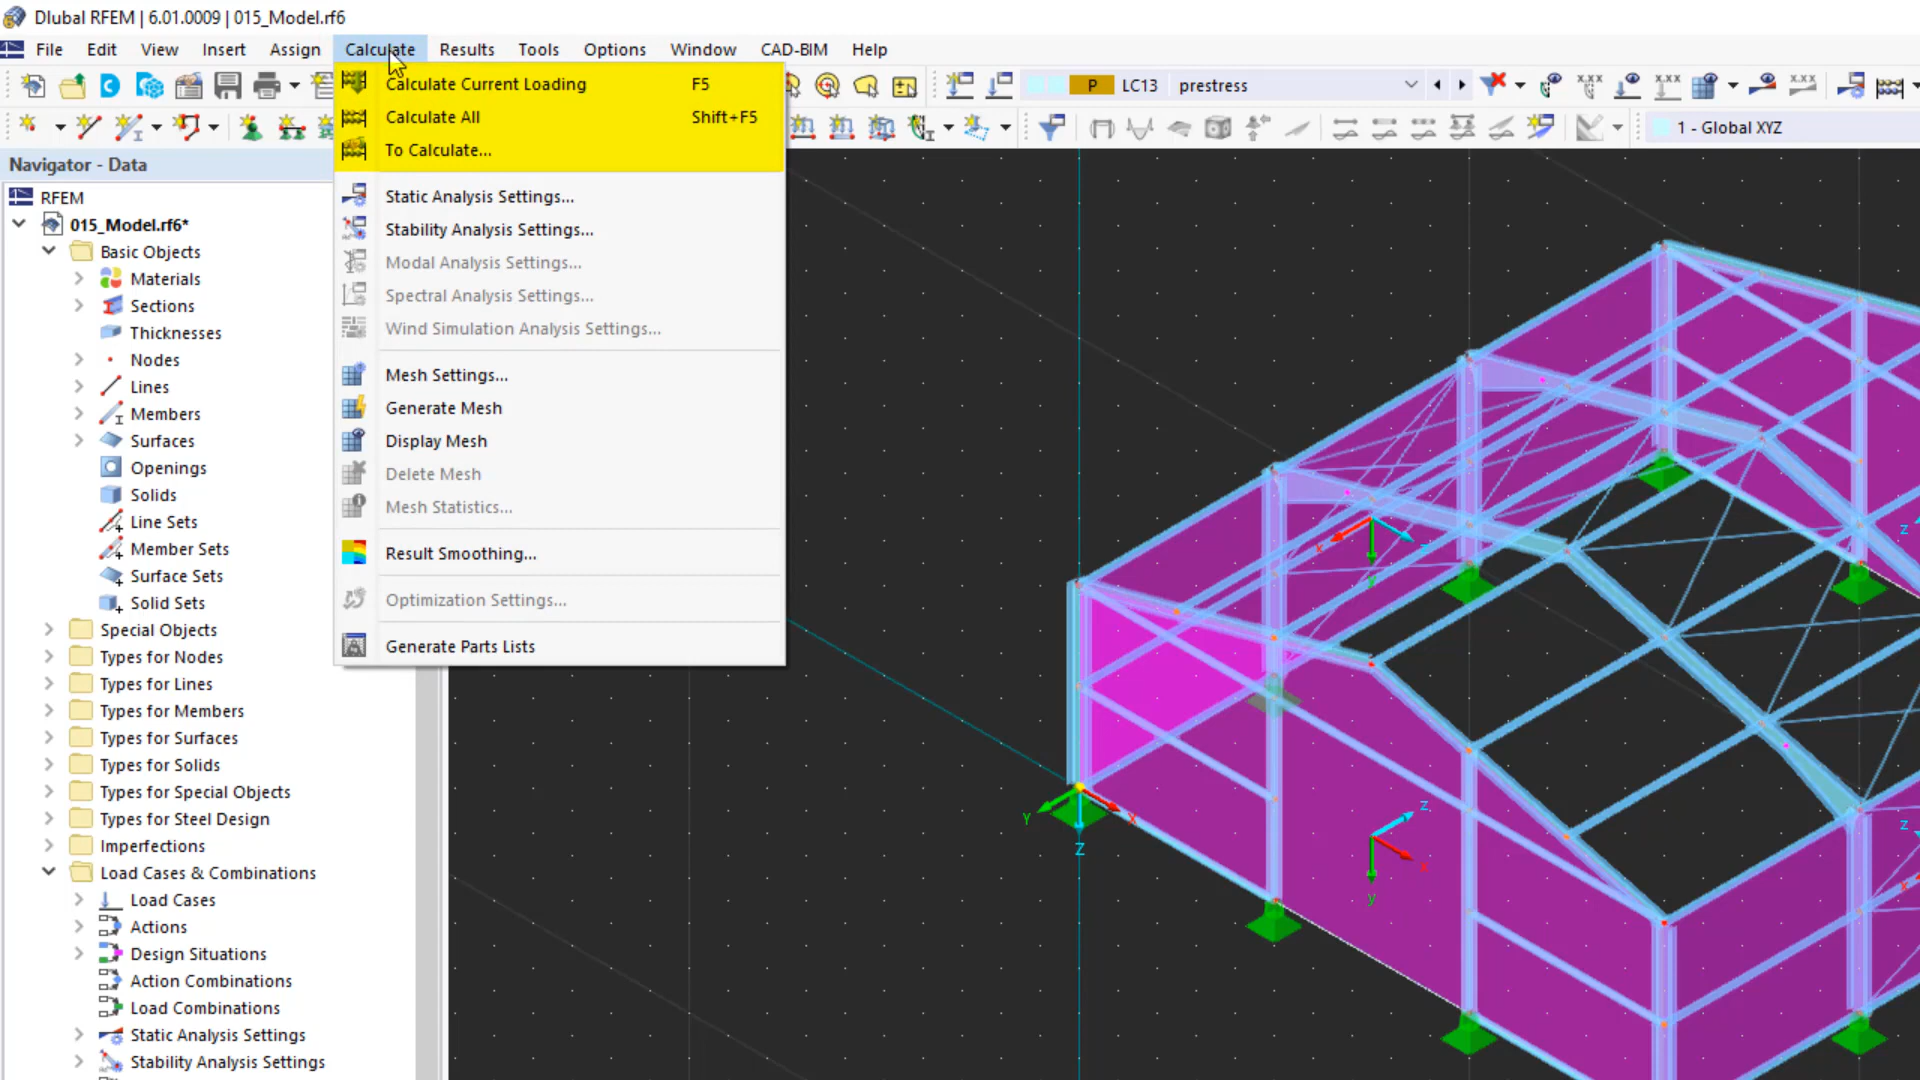 Dlubal RFEM | 6.01.0009 | 015_Model.rf6
File Edit View Insert Assign Calculate Results Tools Options Window CAD-BIM Help
P LC13 prestress
1 - Global XYZ
Calculate Current Loading F5
Calculate All Shift+F5
To Calculate...
Static Analysis Settings...
Stability Analysis Settings...
Modal Analysis Settings...
Spectral Analysis Settings...
Wind Simulation Analysis Settings...
Mesh Settings...
Generate Mesh
Display Mesh
Delete Mesh
Mesh Statistics...
Result Smoothing...
Optimization Settings...
Generate Parts Lists
Navigator - Data
RFEM
015_Model.rf6*
Basic Objects
Materials
Sections
Thicknesses
Nodes
Lines
Members
Surfaces
Openings
Solids
Line Sets
Member Sets
Surface Sets
Solid Sets
Special Objects
Types for Nodes
Types for Lines
Types for Members
Types for Surfaces
Types for Solids
Types for Special Objects
Types for Steel Design
Imperfections
Load Cases & Combinations
Load Cases
Actions
Design Situations
Action Combinations
Load Combinations
Static Analysis Settings
Stability Analysis Settings
Y X
Z
z
x
y
z
z